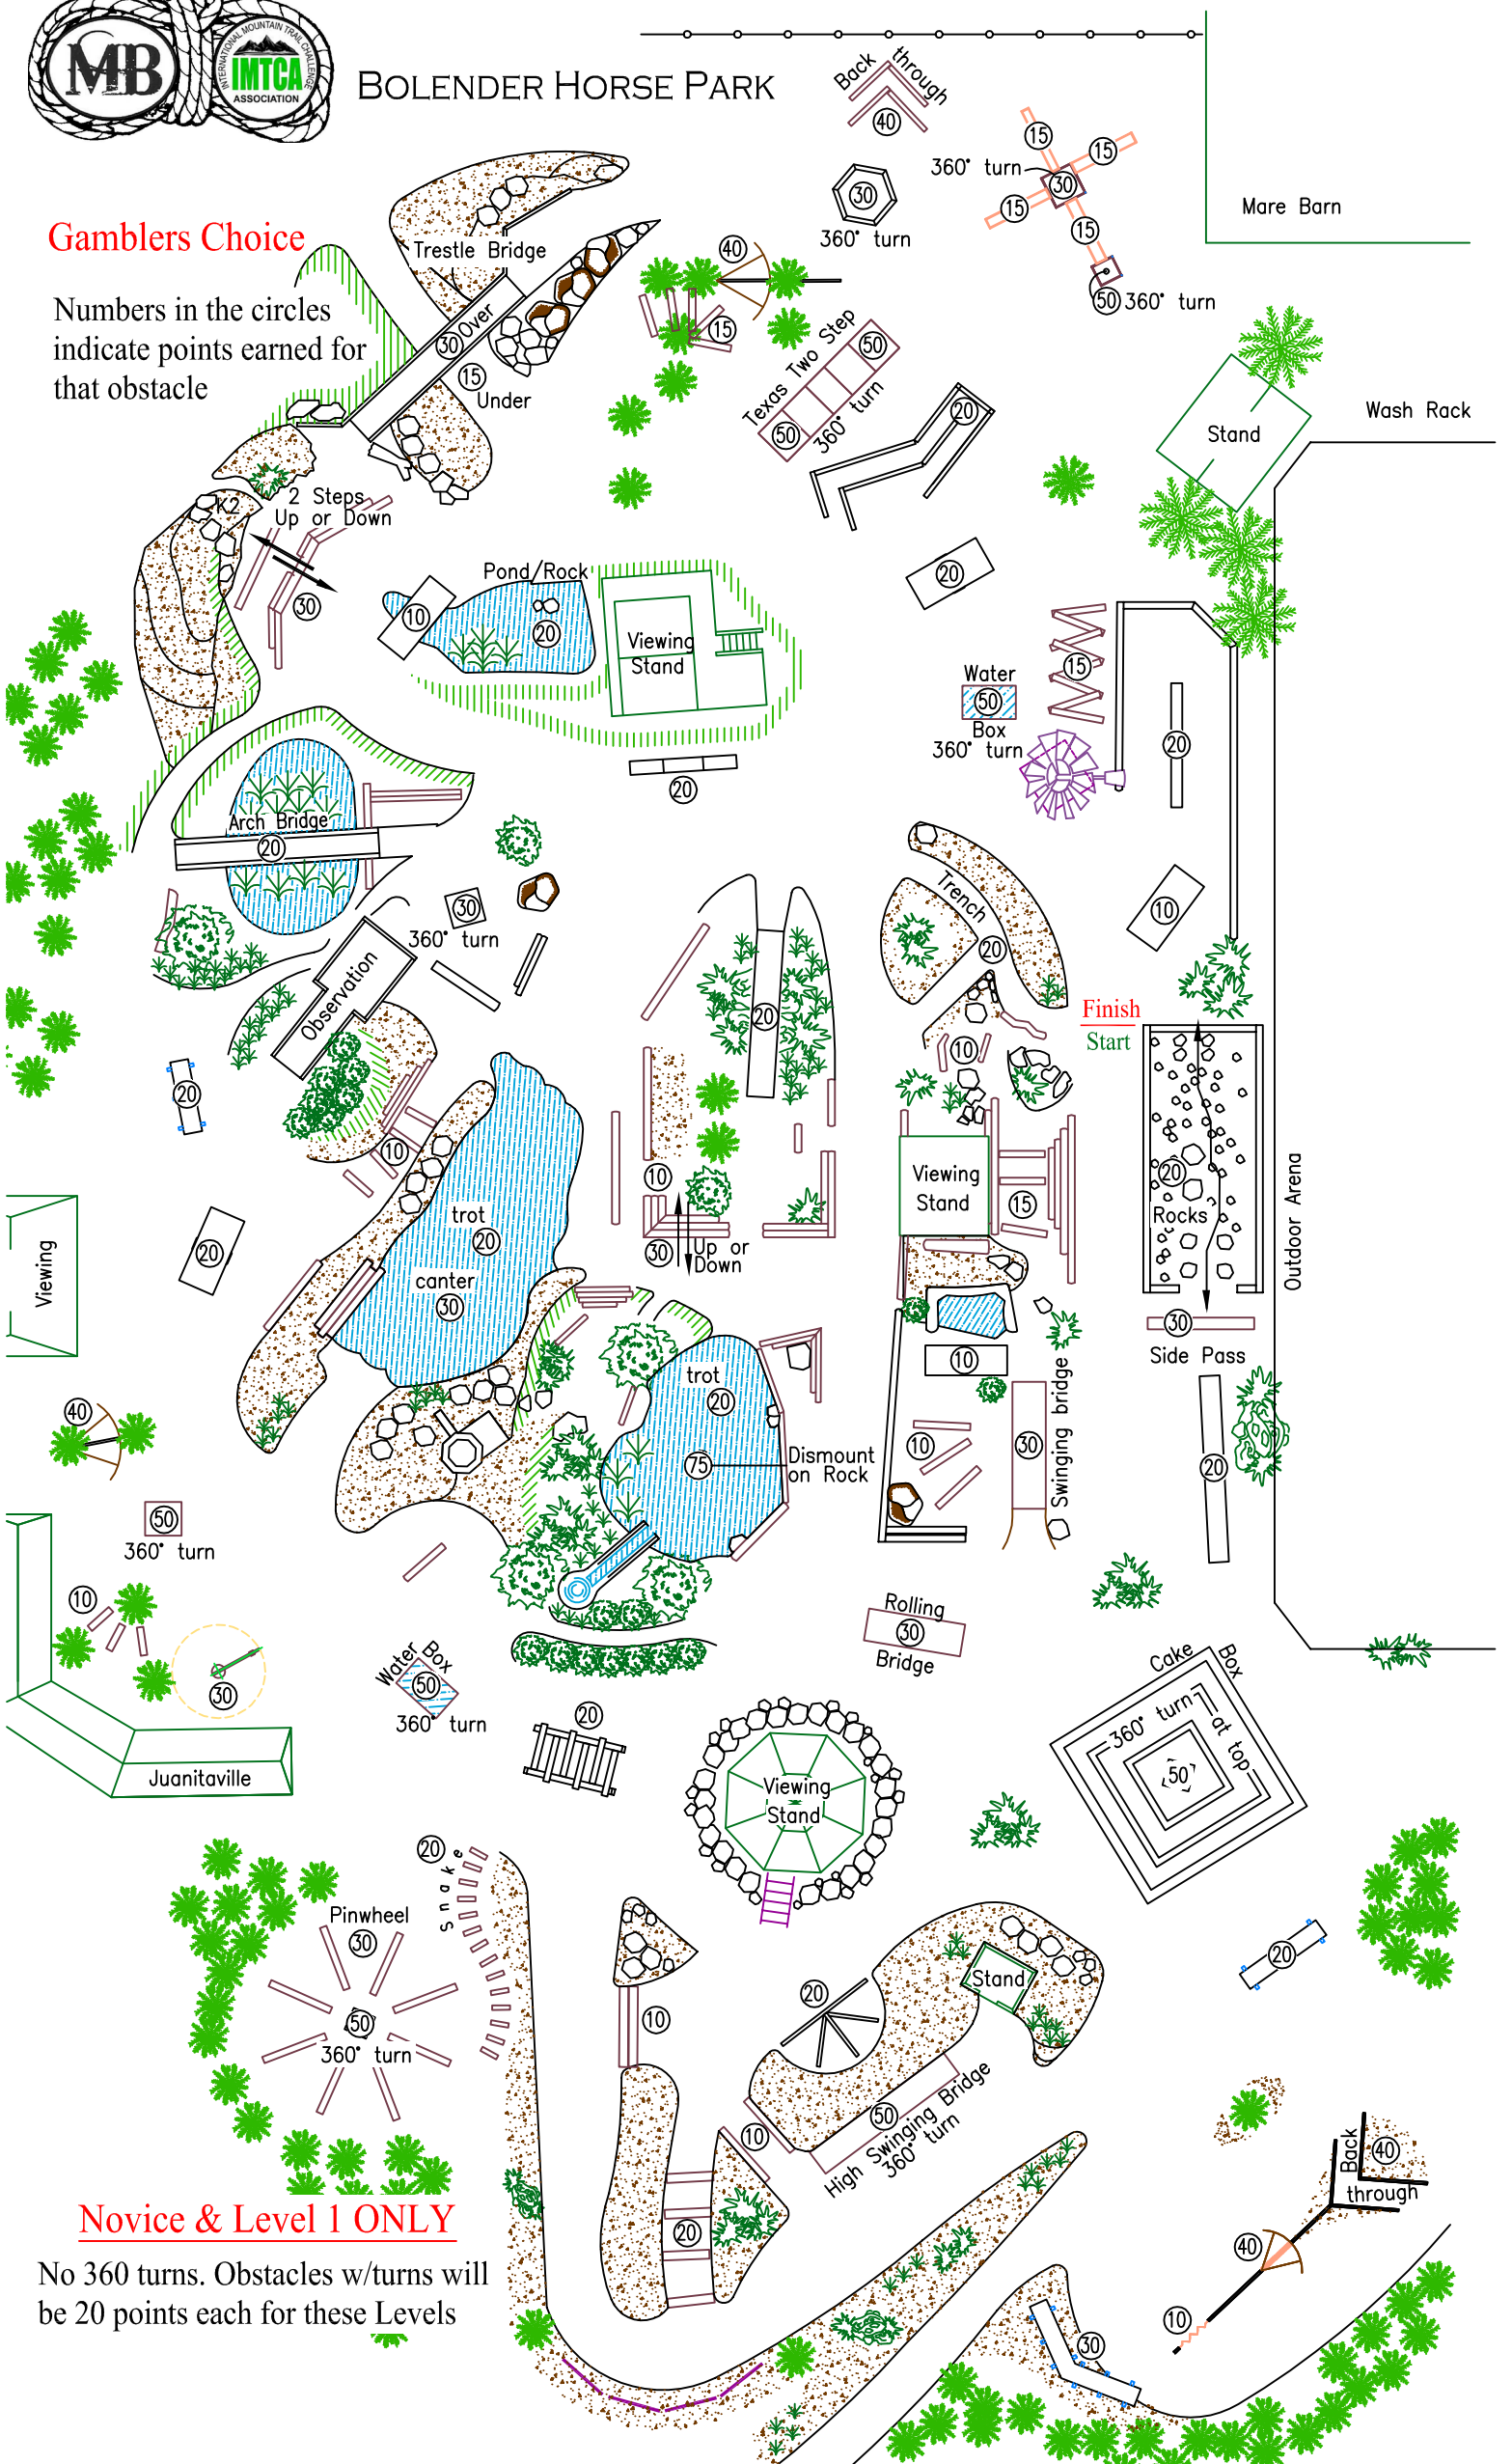 MB
INTERNATIONAL MOUNTAIN TRAIL CHALLENGE
IMTCA
ASSOCIATION
BOLENDER HORSE PARK
Back
through
40
15
15
360° turn
30
15
15
50 360° turn
30
360° turn
Mare Barn
Gamblers Choice
Numbers in the circles
indicate points earned for
that obstacle
Trestle Bridge
Over
30
15
Under
40
15
Texas Two Step
50
50
360° turn
20
Stand
Wash Rack
K2
2 Steps
Up or Down
30
Pond/Rock
10
20
Viewing
Stand
20
20
Water
50
Box
360° turn
15
20
Arch Bridge
20
30
360° turn
10
Trench
20
Observation
20
Finish
Start
10
20
10
10
Viewing
Stand
15
20
Rocks
Outdoor Arena
Viewing
20
trot
20
canter
30
30
Up or
Down
30
Side Pass
10
trot
20
75
Dismount
on Rock
10
30
Swinging bridge
20
40
50
360° turn
10
30
Juanitaville
Water Box
50
360° turn
20
Rolling
30
Bridge
Viewing
Stand
Cake Box
360° turn
at top
50
20
Snake
Pinwheel
30
50
360° turn
10
20
Stand
20
10
50
High Swinging Bridge
360° turn
20
Back
40
through
40
10
30
Novice & Level 1 ONLY
No 360 turns. Obstacles w/turns will
be 20 points each for these Levels